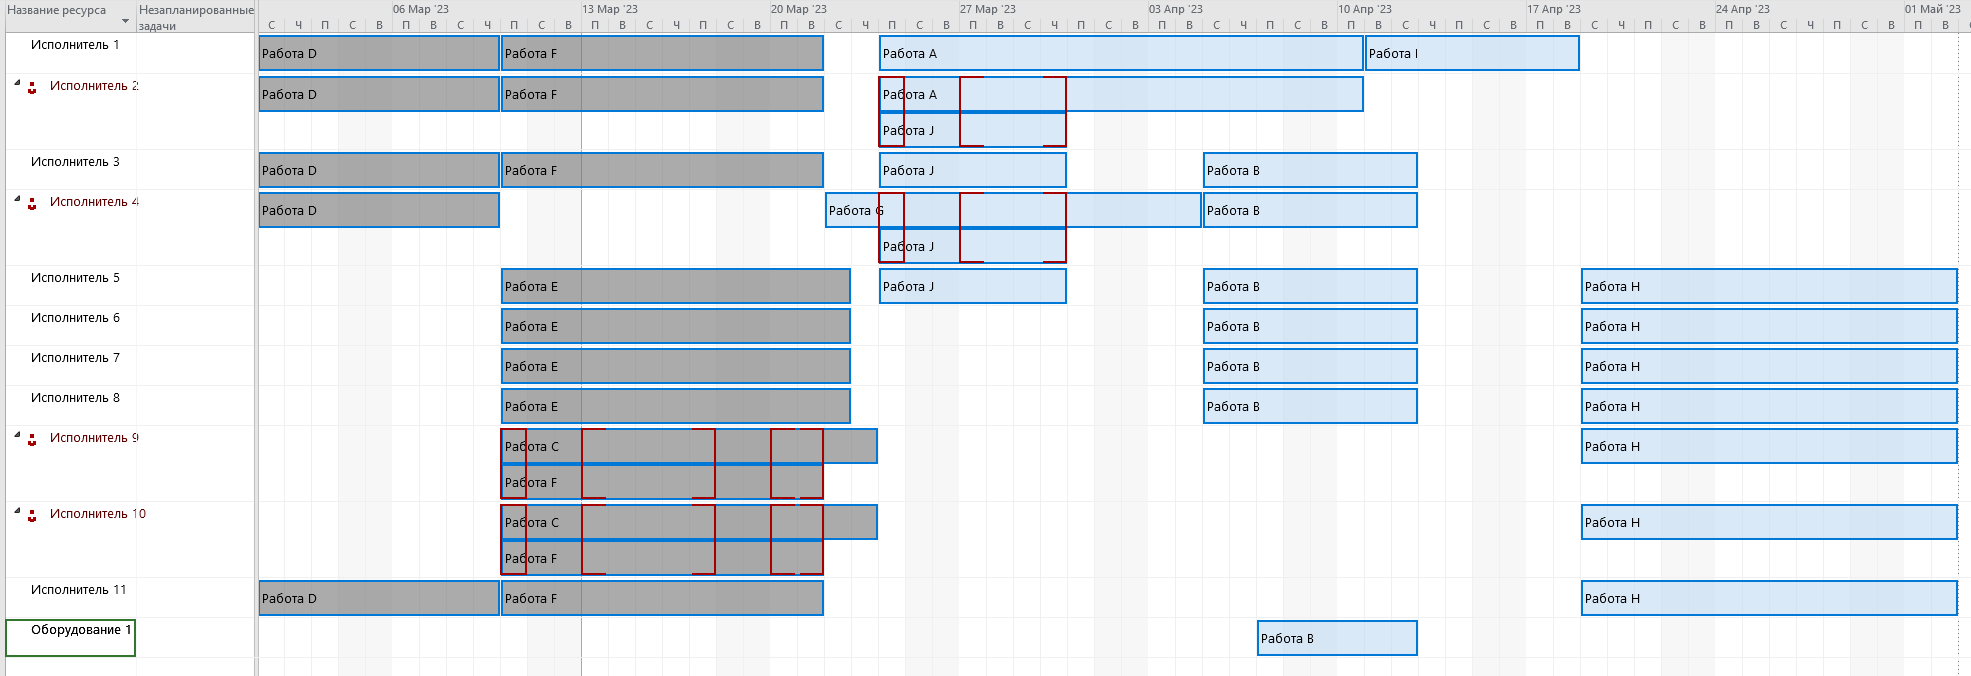 Название ресурса
Незапланированные задачи
06 Мар '23 13 Мар '23 20 Мар '23 27 Мар '23 03 Апр '23 10 Апр '23 17 Апр '23 24 Апр '23 01 Май '23
С Ч П С В П В С Ч П С В П В С Ч П С В П В С Ч П С В П В С Ч П С В П В С Ч П С В П В С Ч П С В П В С Ч П С В П В С Ч П С В П В
Исполнитель 1 Работа D Работа F Работа A Работа I
Исполнитель 2 Работа D Работа F Работа A
Работа J
Исполнитель 3 Работа D Работа F Работа J Работа B
Исполнитель 4 Работа D Работа G Работа B
Работа J
Исполнитель 5 Работа E Работа J Работа B Работа H
Исполнитель 6 Работа E Работа B Работа H
Исполнитель 7 Работа E Работа B Работа H
Исполнитель 8 Работа E Работа B Работа H
Исполнитель 9 Работа C Работа H
Работа F
Исполнитель 10 Работа C Работа H
Работа F
Исполнитель 11 Работа D Работа F Работа H
Оборудование 1 Работа B